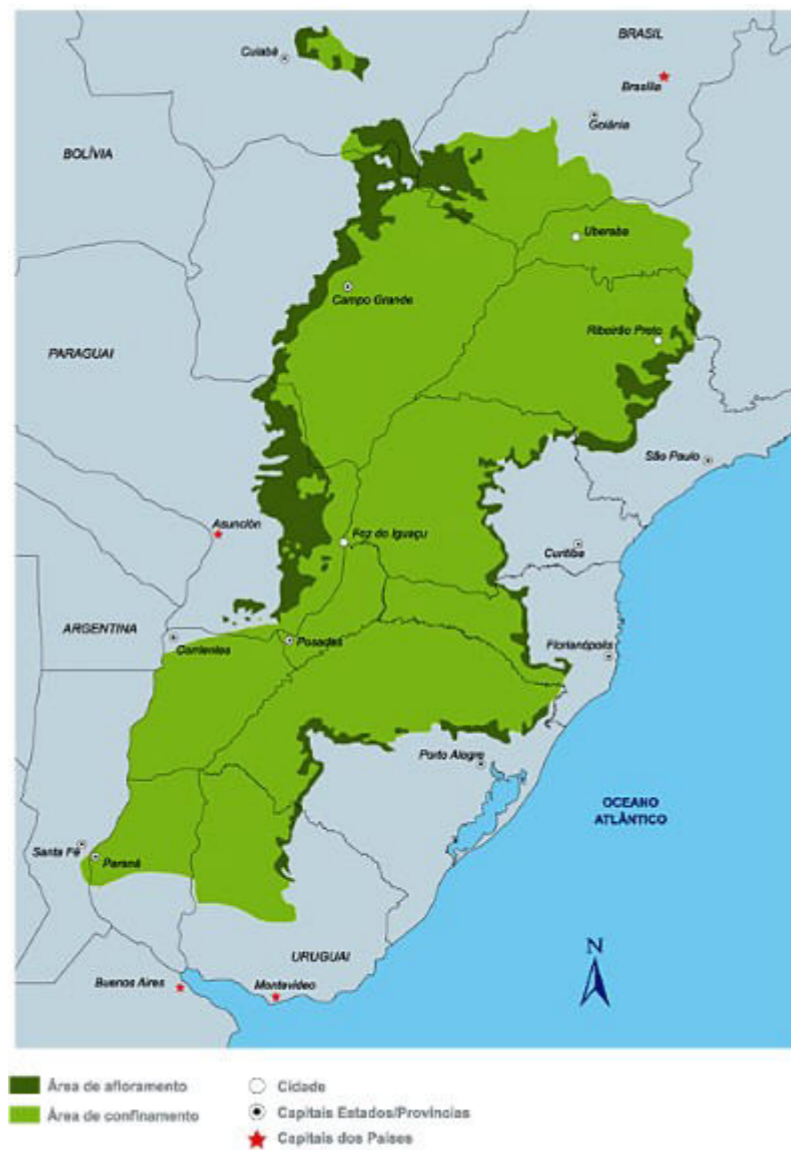 BRASIL
Cuiabá
Brasília
Goiânia
BOLÍVIA
Uberaba
Campo Grande
Ribeirão Preto
PARAGUAI
São Paulo
Asunción
Foz do Iguaçu
Curitiba
ARGENTINA
Corrientes
Posadas
Florianópolis
Porto Alegre
OCEANO
ATLÂNTICO
Santa Fé
Paraná
N
URUGUAI
Buenos Aires
Montevideo
Área de afloramento
Área de confinamento
Cidade
Capitais Estados/Províncias
Capitais dos Países